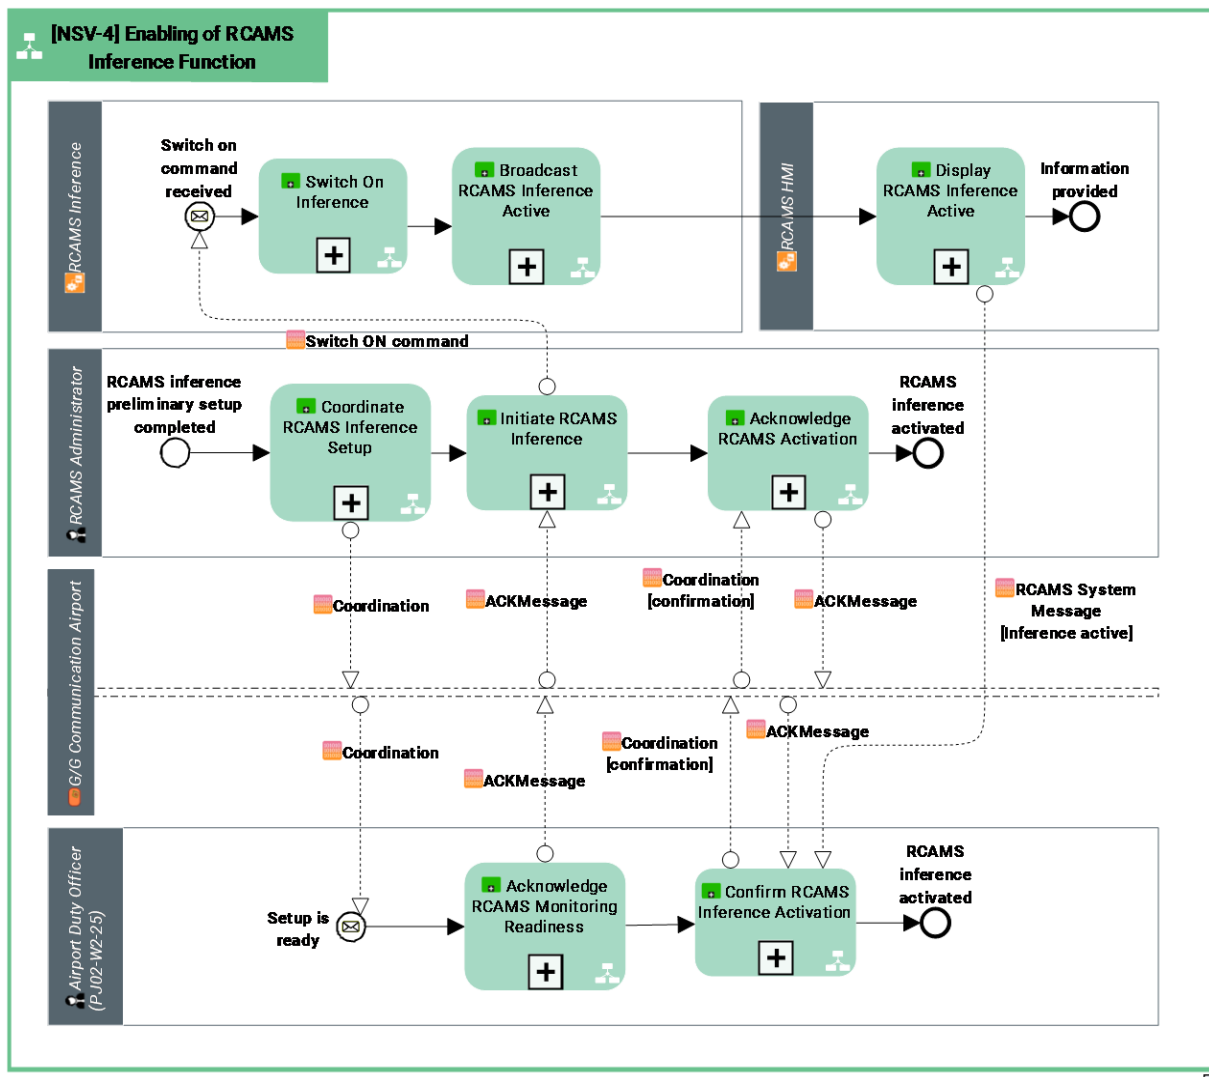 [NSV-4] Enabling of RCAMS
Inference Function
RCAMS Inference
Switch on
command
received
Switch On
Inference
Broadcast
RCAMS Inference
Active
RCAMS HMI
Display
RCAMS Inference
Active
Information
provided
Switch ON command
RCAMS Administrator
RCAMS inference
preliminary setup
completed
Coordinate
RCAMS Inference
Setup
Initiate RCAMS
Inference
Acknowledge
RCAMS Activation
RCAMS
inference
activated
G/G Communication Airport
Coordination
ACKMessage
Coordination
[confirmation]
ACKMessage
RCAMS System
Message
[Inference active]
Coordination
ACKMessage
Coordination
[confirmation]
ACKMessage
Airport Duty Officer
(PJ02-W2-25)
Setup is
ready
Acknowledge
RCAMS Monitoring
Readiness
Confirm RCAMS
Inference Activation
RCAMS
inference
activated